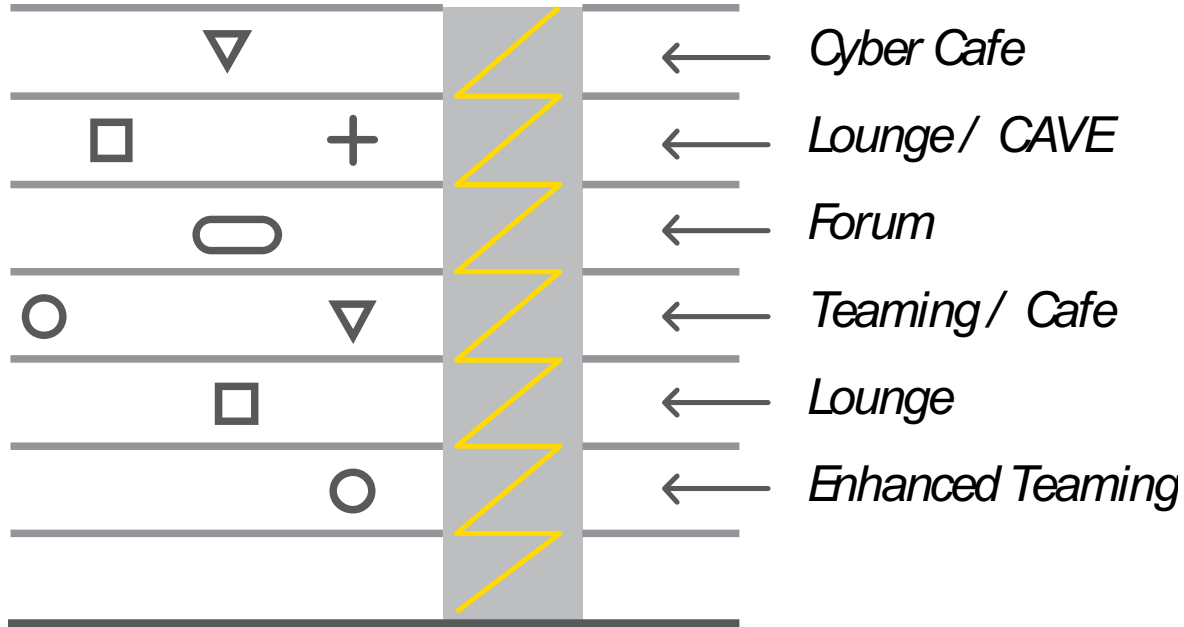 Cyber Cafe
Lounge / CAVE
Forum
Teaming / Cafe
Lounge
Enhanced Teaming